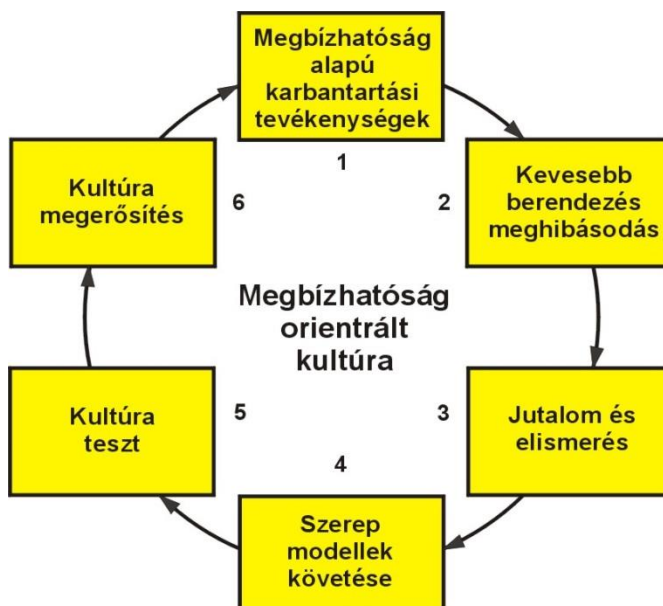 Megbízhatóság
alapú
karbantartási
tevékenységek
1
Kevesebb
berendezés
meghibásodás
2
Jutalom és
elismerés
3
Szerep
modellek
követése
4
Kultúra
teszt
5
Kultúra
megerősítés
6
Megbízhatóság
orientrált
kultúra